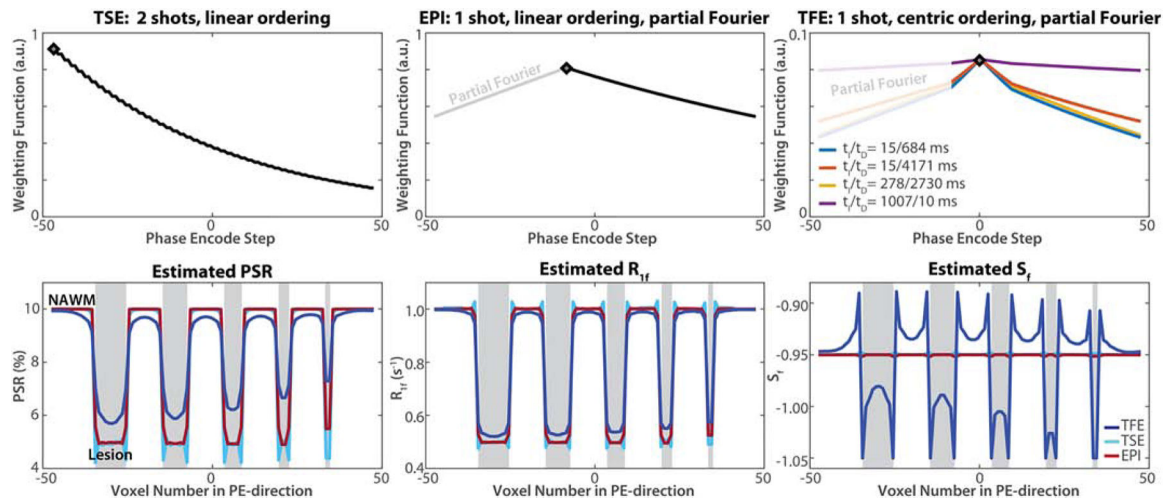 TSE: 2 shots, linear ordering
EPI: 1 shot, linear ordering, partial Fourier
TFE: 1 shot, centric ordering, partial Fourier
Weighting Function (a.u.)
1
0
-50
0
50
Phase Encode Step
Weighting Function (a.u.)
1
0
Partial Fourier
-50
0
50
Phase Encode Step
Weighting Function (a.u.)
0.1
0
Partial Fourier
tI/tD= 15/684 ms
tI/tD= 15/4171 ms
tI/tD= 278/2730 ms
tI/tD= 1007/10 ms
-50
0
50
Phase Encode Step
Estimated PSR
PSR (%)
10
8
6
4
NAWM
Lesion
-50
0
50
Voxel Number in PE-direction
Estimated R1f
R1f (s-1)
1.0
0.8
0.6
0.4
-50
0
50
Voxel Number in PE-direction
Estimated Sf
Sf
-0.90
-0.95
-1.00
-1.05
TFE
TSE
EPI
-50
0
50
Voxel Number in PE-direction